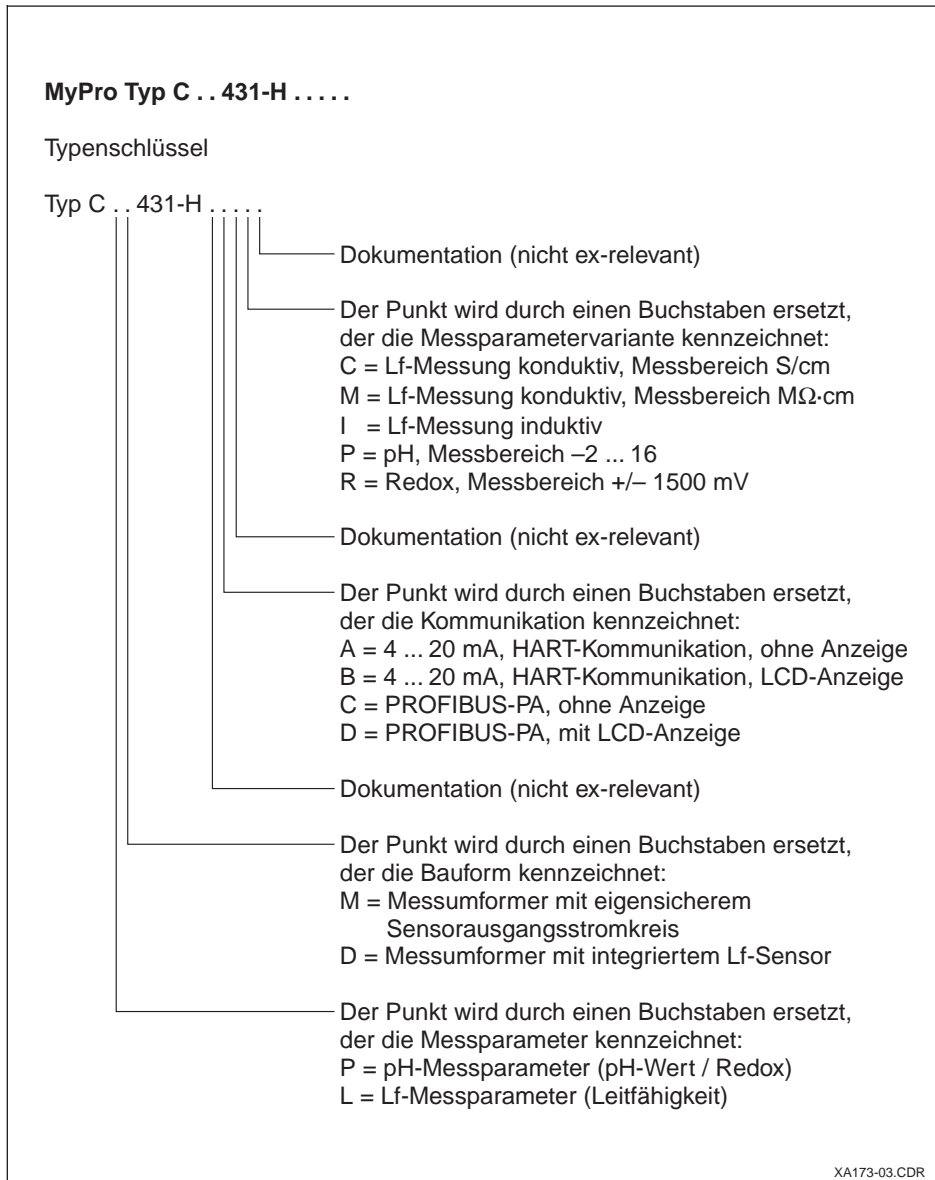 MyPro Typ C . . 431-H . . . . .
Typenschlüssel
Typ C . . 431-H . . . . .
Dokumentation (nicht ex-relevant)
Der Punkt wird durch einen Buchstaben ersetzt,
der die Messparametervariante kennzeichnet:
C = Lf-Messung konduktiv, Messbereich S/cm
M = Lf-Messung konduktiv, Messbereich MΩ·cm
I = Lf-Messung induktiv
P = pH, Messbereich –2 ... 16
R = Redox, Messbereich +/– 1500 mV
Dokumentation (nicht ex-relevant)
Der Punkt wird durch einen Buchstaben ersetzt,
der die Kommunikation kennzeichnet:
A = 4 ... 20 mA, HART-Kommunikation, ohne Anzeige
B = 4 ... 20 mA, HART-Kommunikation, LCD-Anzeige
C = PROFIBUS-PA, ohne Anzeige
D = PROFIBUS-PA, mit LCD-Anzeige
Dokumentation (nicht ex-relevant)
Der Punkt wird durch einen Buchstaben ersetzt,
der die Bauform kennzeichnet:
M = Messumformer mit eigensicherem
Sensorausgangsstromkreis
D = Messumformer mit integriertem Lf-Sensor
Der Punkt wird durch einen Buchstaben ersetzt,
der die Messparameter kennzeichnet:
P = pH-Messparameter (pH-Wert / Redox)
L = Lf-Messparameter (Leitfähigkeit)
XA173-03.CDR